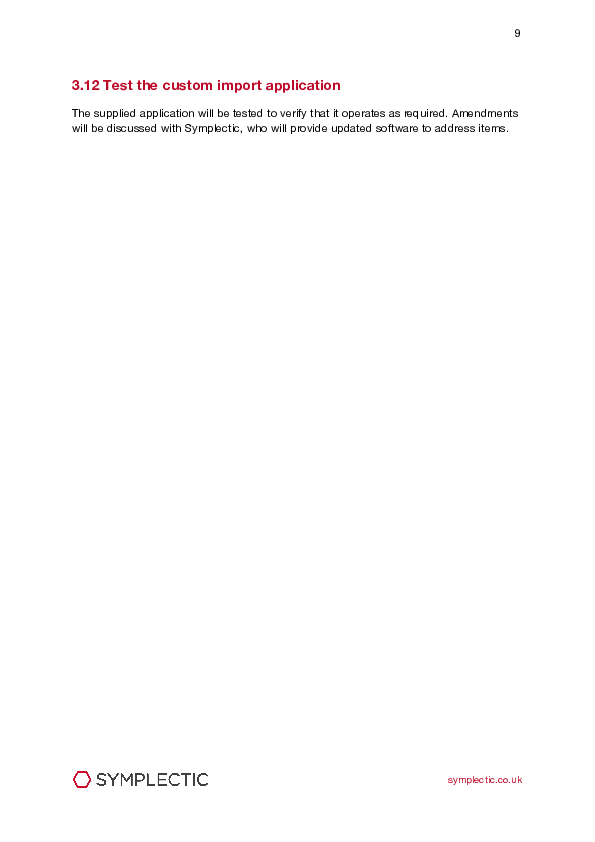 9
3.12 Test the custom import application
The supplied application will be tested to verify that it operates as required. Amendments
will be discussed with Symplectic, who will provide updated software to address items.
SYMPLECTIC
symplectic.co.uk